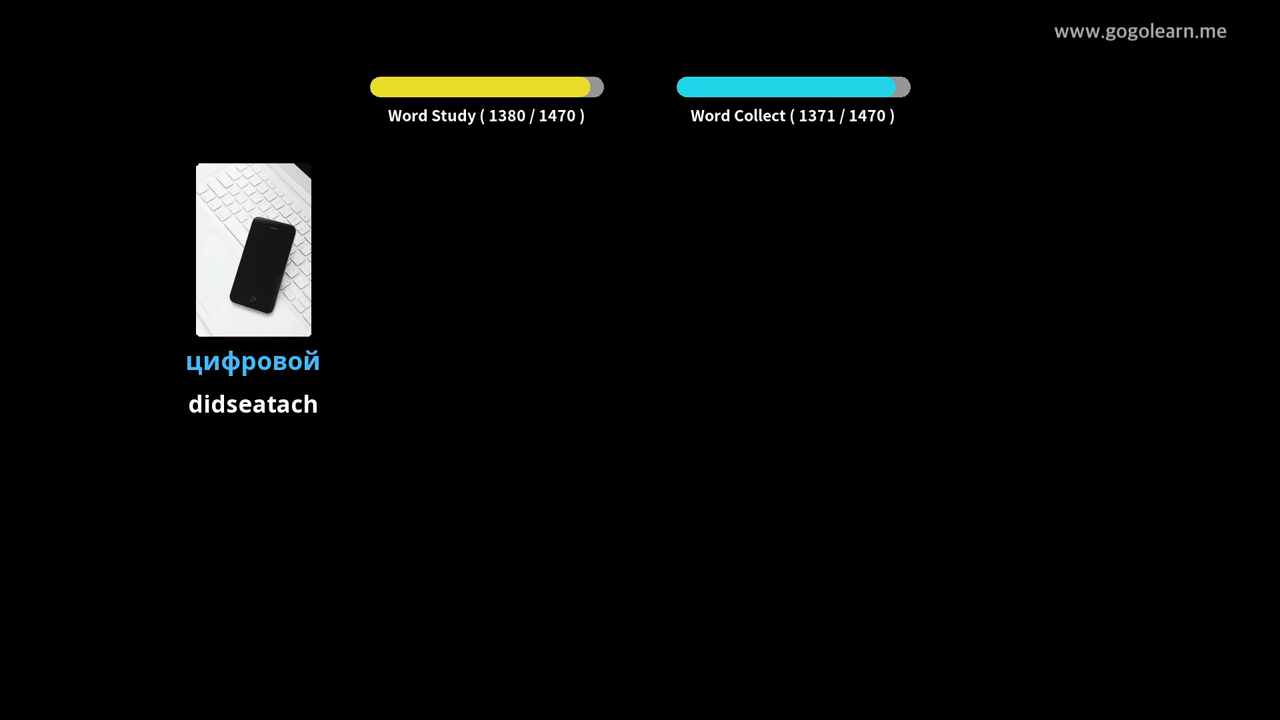 www.gogolearn.me
Word Study ( 1380 / 1470 )
Word Collect ( 1371 / 1470 )
цифровой
didseatach